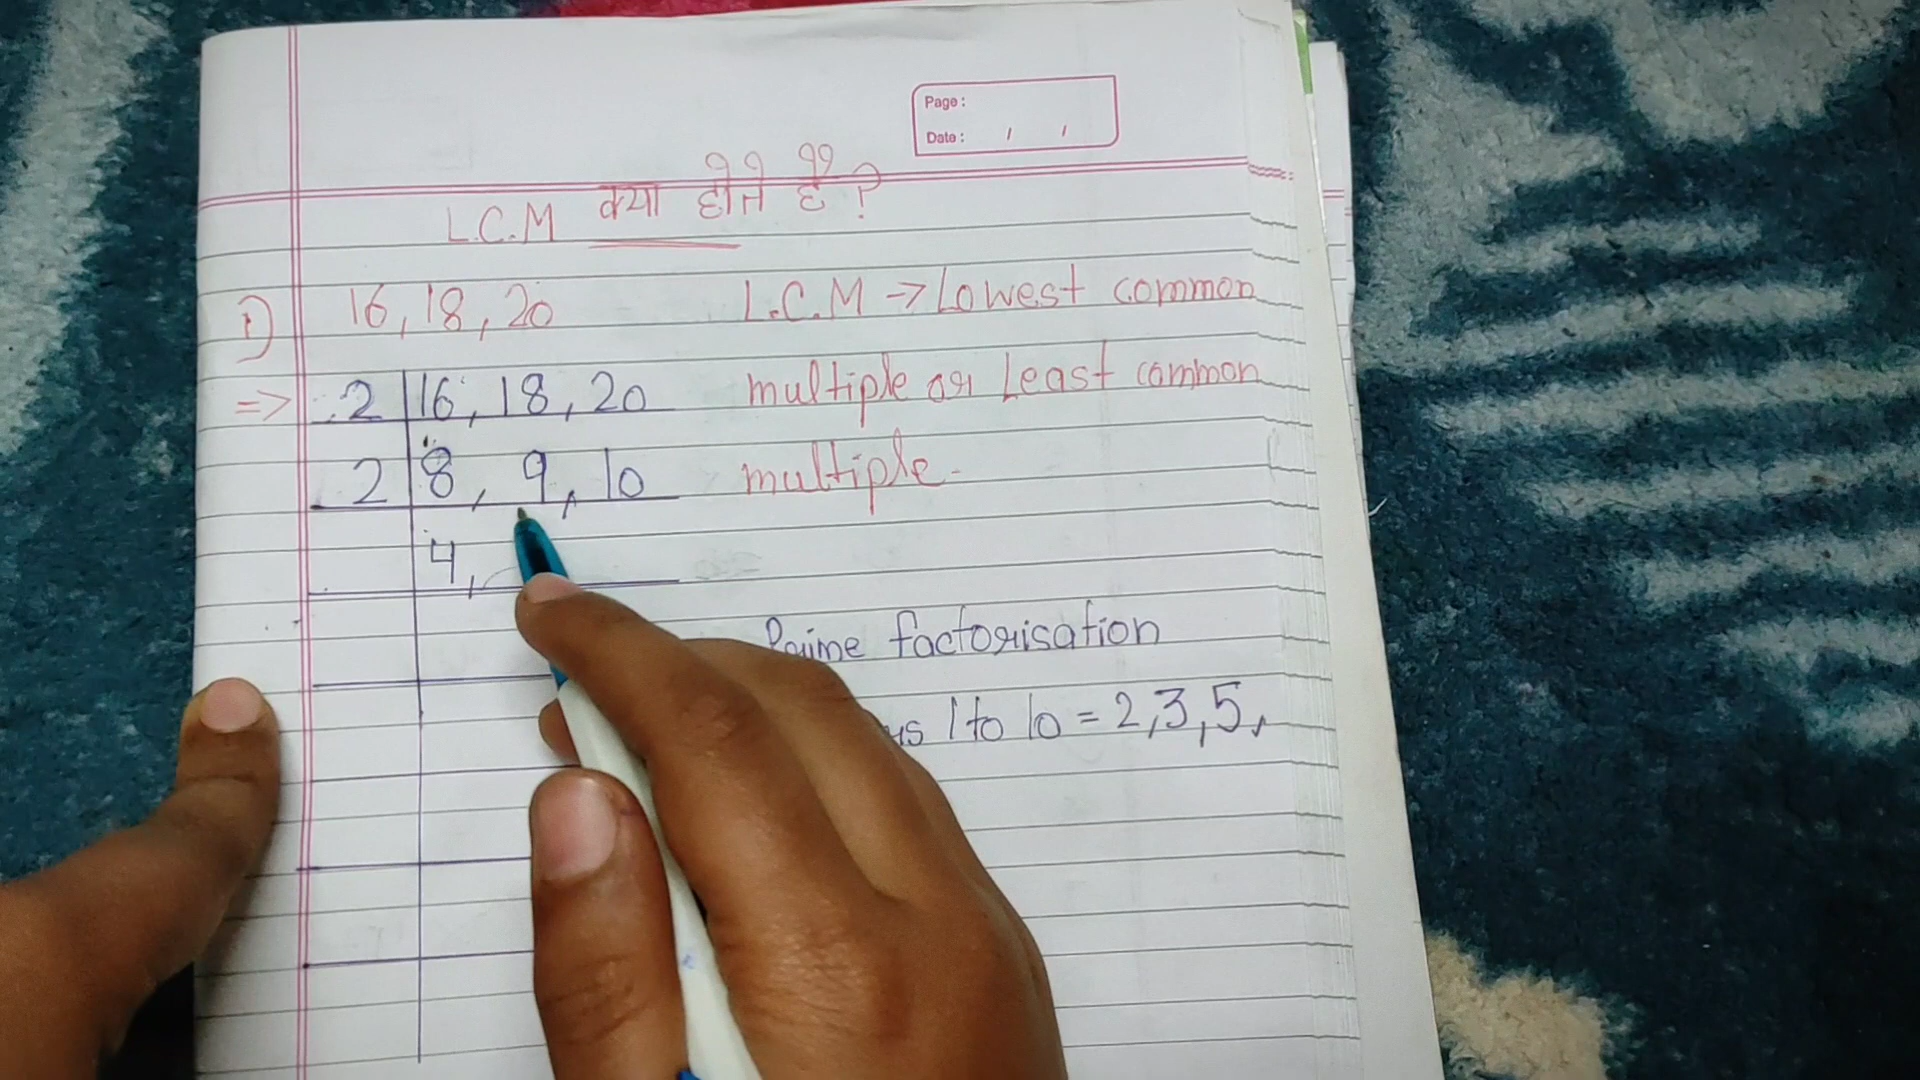 Page :
Date : / /
L.C.M क्या होते हैं ?
1) 16, 18, 20 L.C.M → Lowest common
=> 2 | 16, 18, 20 multiple or Least common
2 | 8, 9, 10 multiple.
4,
Prime factorisation
1 to 10 = 2, 3, 5,